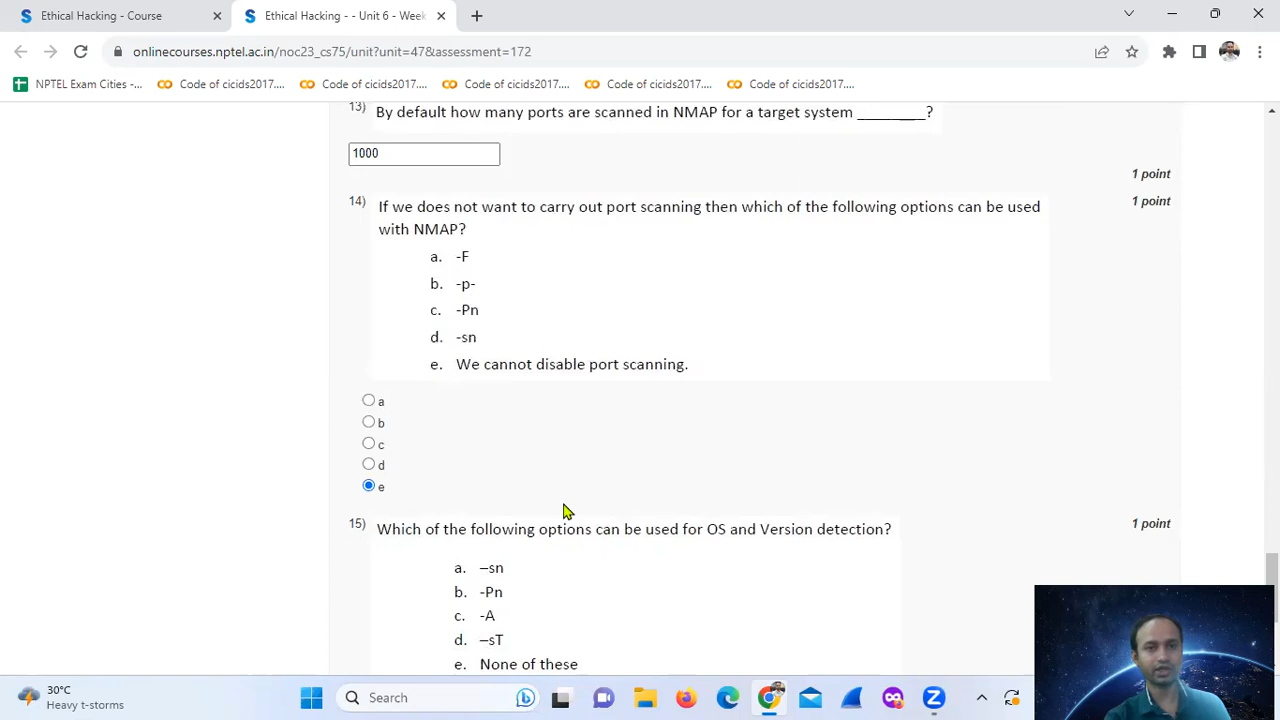 Ethical Hacking - Course
Ethical Hacking - - Unit 6 - Week
onlinecourses.nptel.ac.in/noc23_cs75/unit?unit=47&assessment=172
NPTEL Exam Cities -...
Code of cicids2017....
Code of cicids2017....
Code of cicids2017....
Code of cicids2017....
Code of cicids2017....
13) By default how many ports are scanned in NMAP for a target system ________?
1000
1 point
14) If we does not want to carry out port scanning then which of the following options can be used 1 point
with NMAP?
a. -F
b. -p-
c. -Pn
d. -sn
e. We cannot disable port scanning.
a
b
c
d
e
15) Which of the following options can be used for OS and Version detection? 1 point
a. –sn
b. -Pn
c. -A
d. –sT
e. None of these
30°C
Heavy t-storms
Search